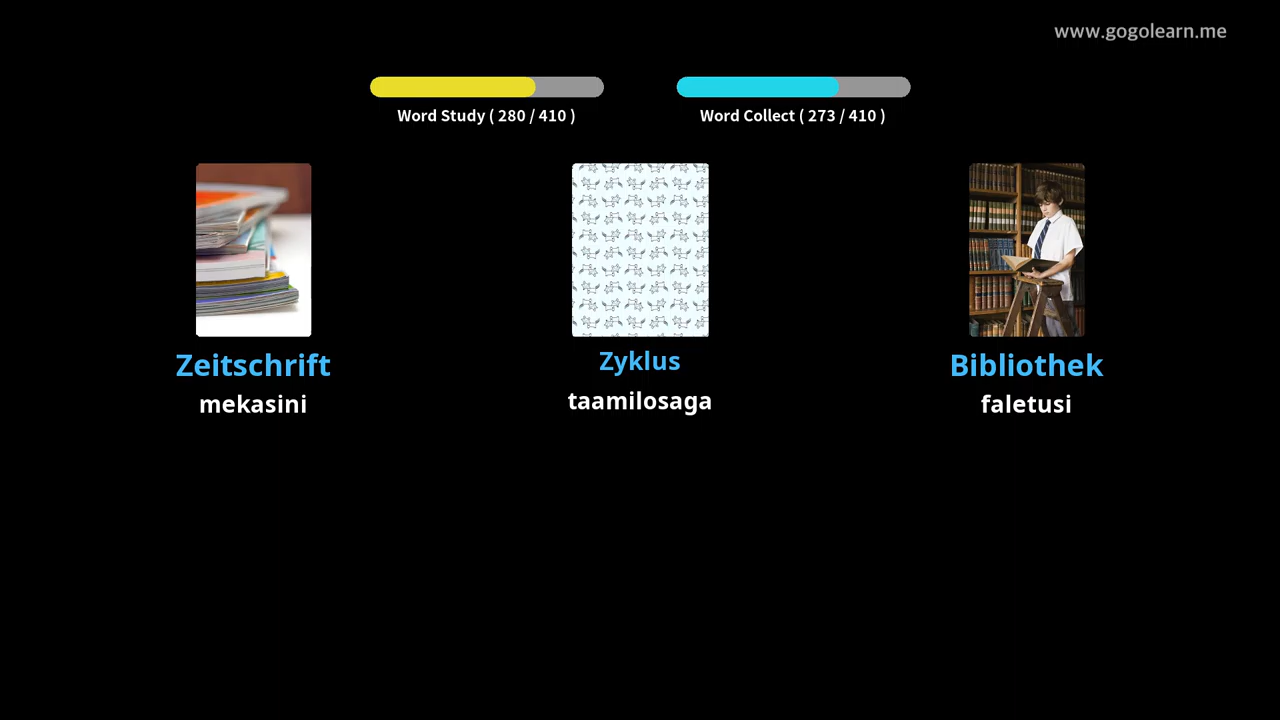 www.gogolearn.me
Word Study ( 280 / 410 )
Word Collect ( 273 / 410 )
Zeitschrift
mekasini
Zyklus
taamilosaga
Bibliothek
faletusi